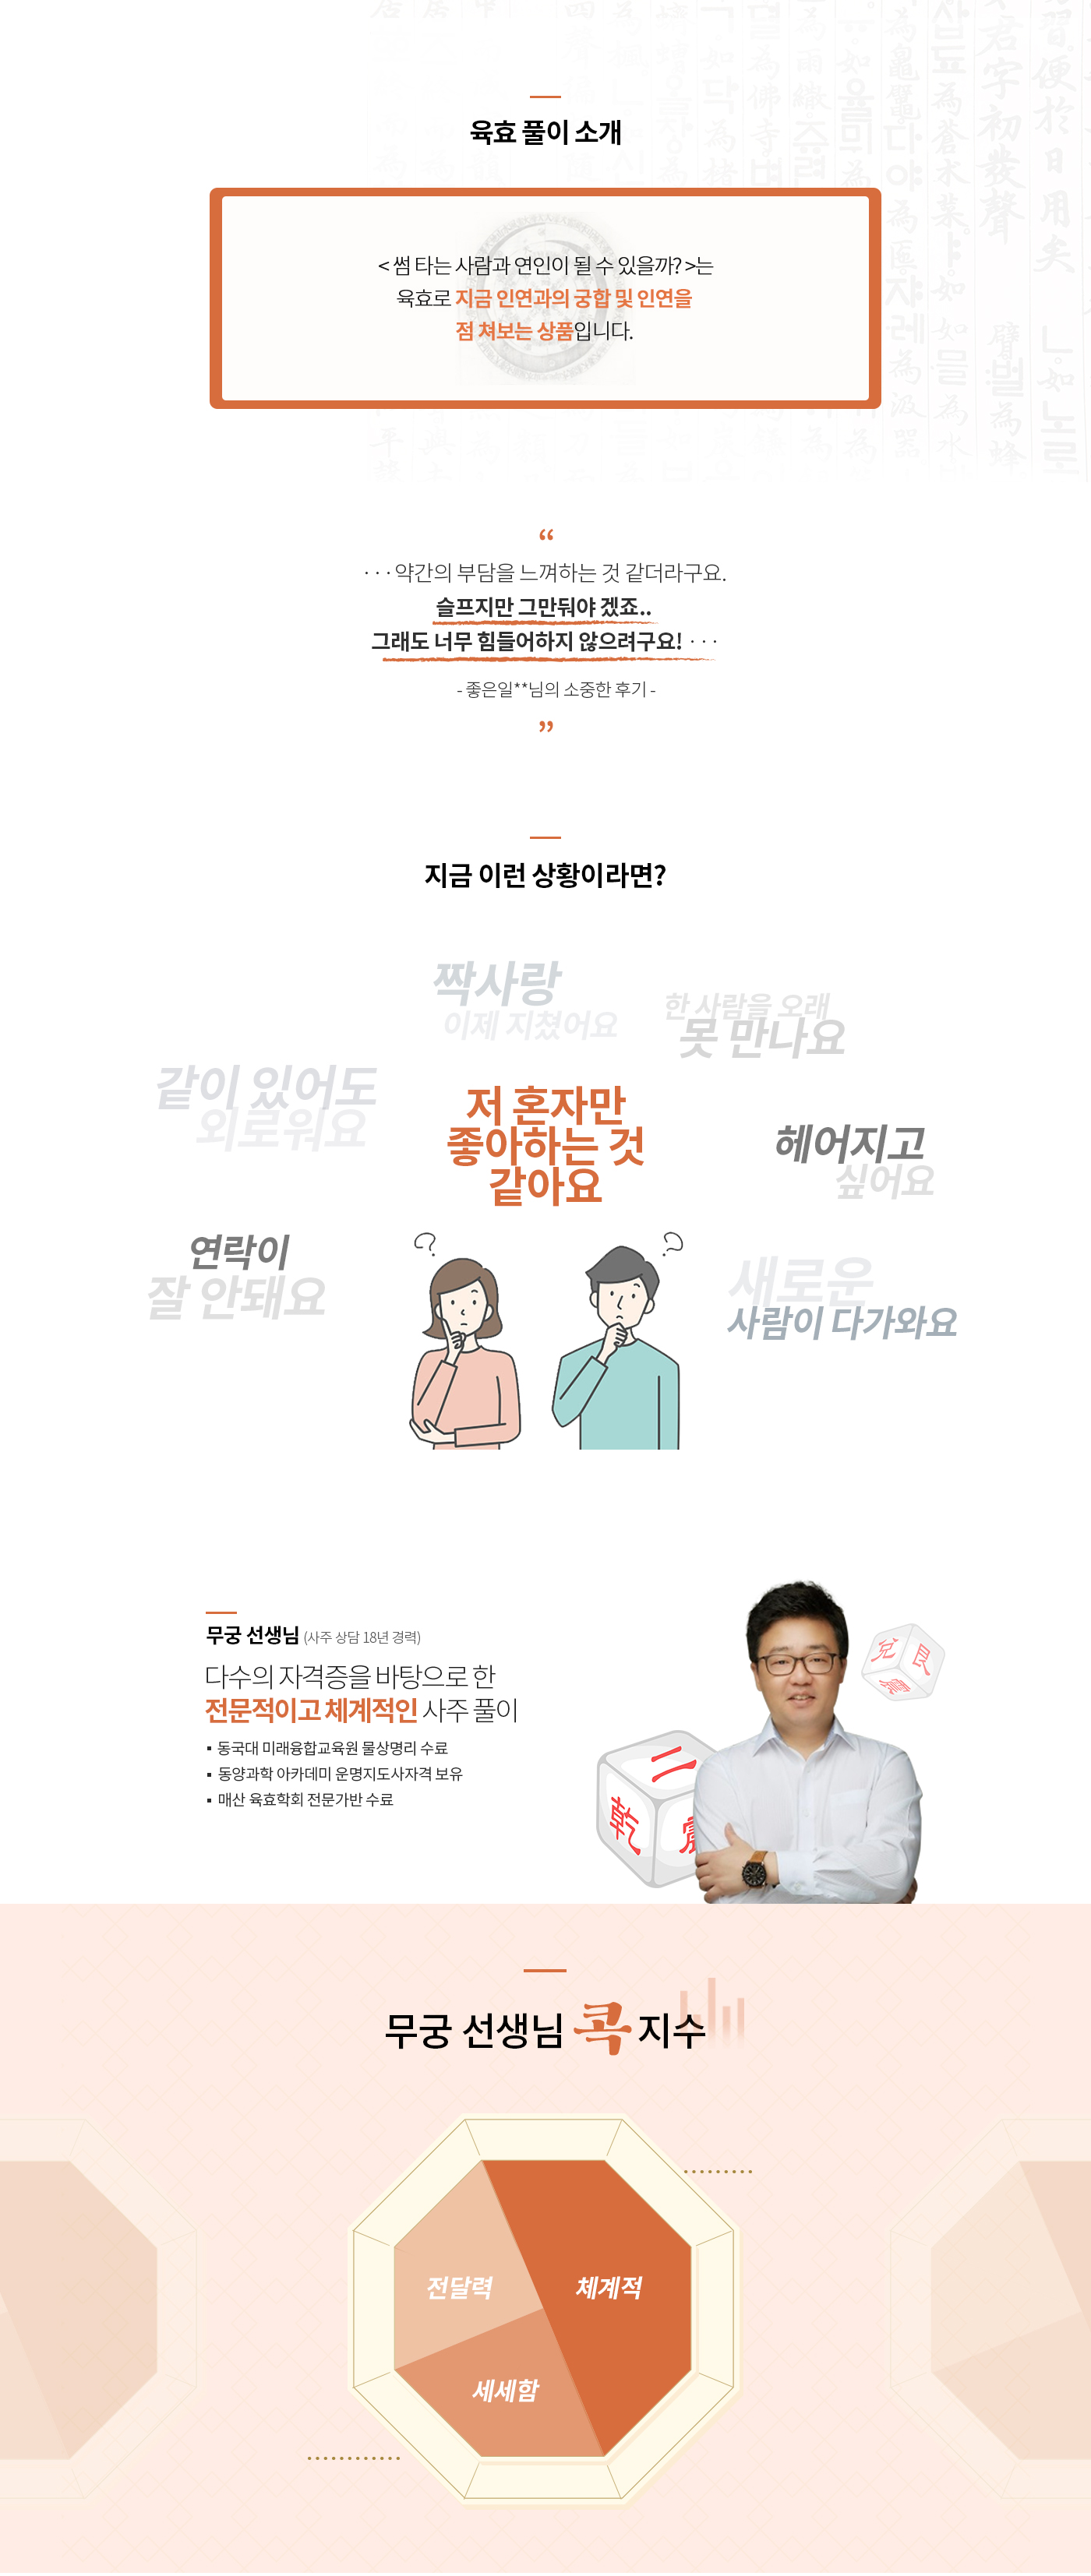 육효 풀이 소개
< 썸 타는 사람과 연인이 될 수 있을까? >는
육효로 지금 인연과의 궁합 및 인연을
점 쳐보는 상품입니다.
“
· · · 약간의 부담을 느껴하는 것 같더라구요.
슬프지만 그만둬야 겠죠..
그래도 너무 힘들어하지 않으려구요! · · ·
- 좋은일**님의 소중한 후기 -
”
지금 이런 상황이라면?
짝사랑
이제 지쳤어요
한 사람을 오래
못 만나요
같이 있어도
외로워요
저 혼자만
좋아하는 것
같아요
헤어지고
싶어요
연락이
잘 안돼요
새로운
사람이 다가와요
무궁 선생님 (사주 상담 18년 경력)
다수의 자격증을 바탕으로 한
전문적이고 체계적인 사주 풀이
▪ 동국대 미래융합교육원 물상명리 수료
▪ 동양과학 아카데미 운명지도사자격 보유
▪ 매산 육효학회 전문가반 수료
兌 艮
震
二
乾
무궁 선생님 콕 지수
전달력
체계적
세세함